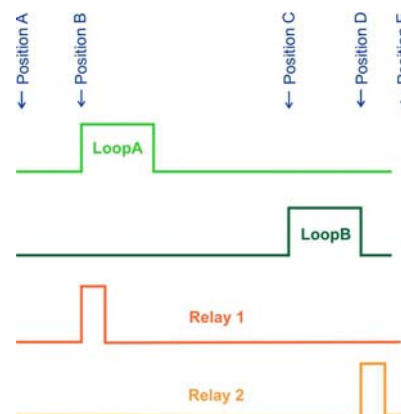 ← Position A
← Position B
← Position C
← Position D
LoopA
LoopB
Relay 1
Relay 2